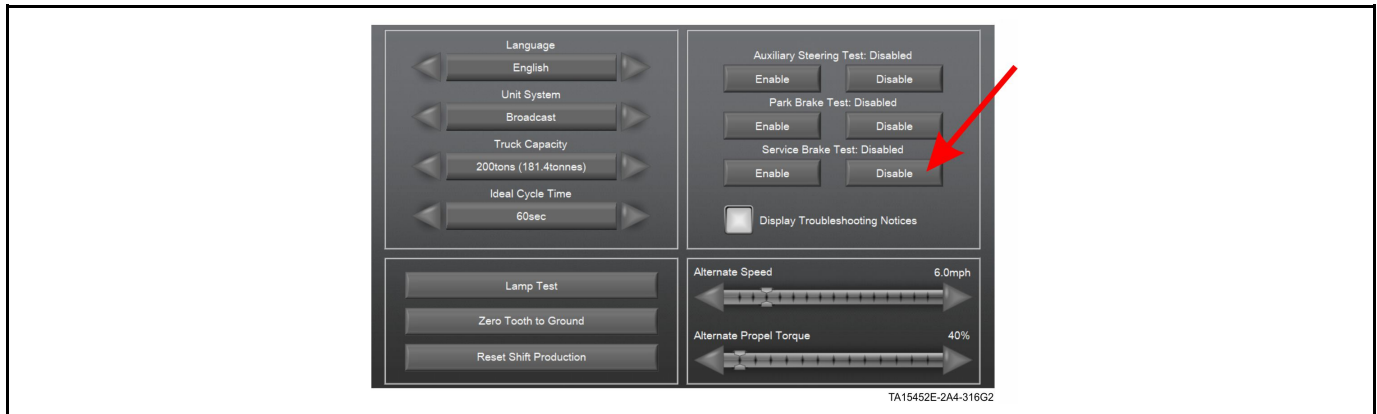 Language
English
Unit System
Broadcast
Truck Capacity
200tons (181.4tonnes)
Ideal Cycle Time
60sec
Auxiliary Steering Test: Disabled
Enable Disable
Park Brake Test: Disabled
Enable Disable
Service Brake Test: Disabled
Enable Disable
Display Troubleshooting Notices
Lamp Test
Zero Tooth to Ground
Reset Shift Production
Alternate Speed 6.0mph
Alternate Propel Torque 40%
TA15452E-2A4-316G2